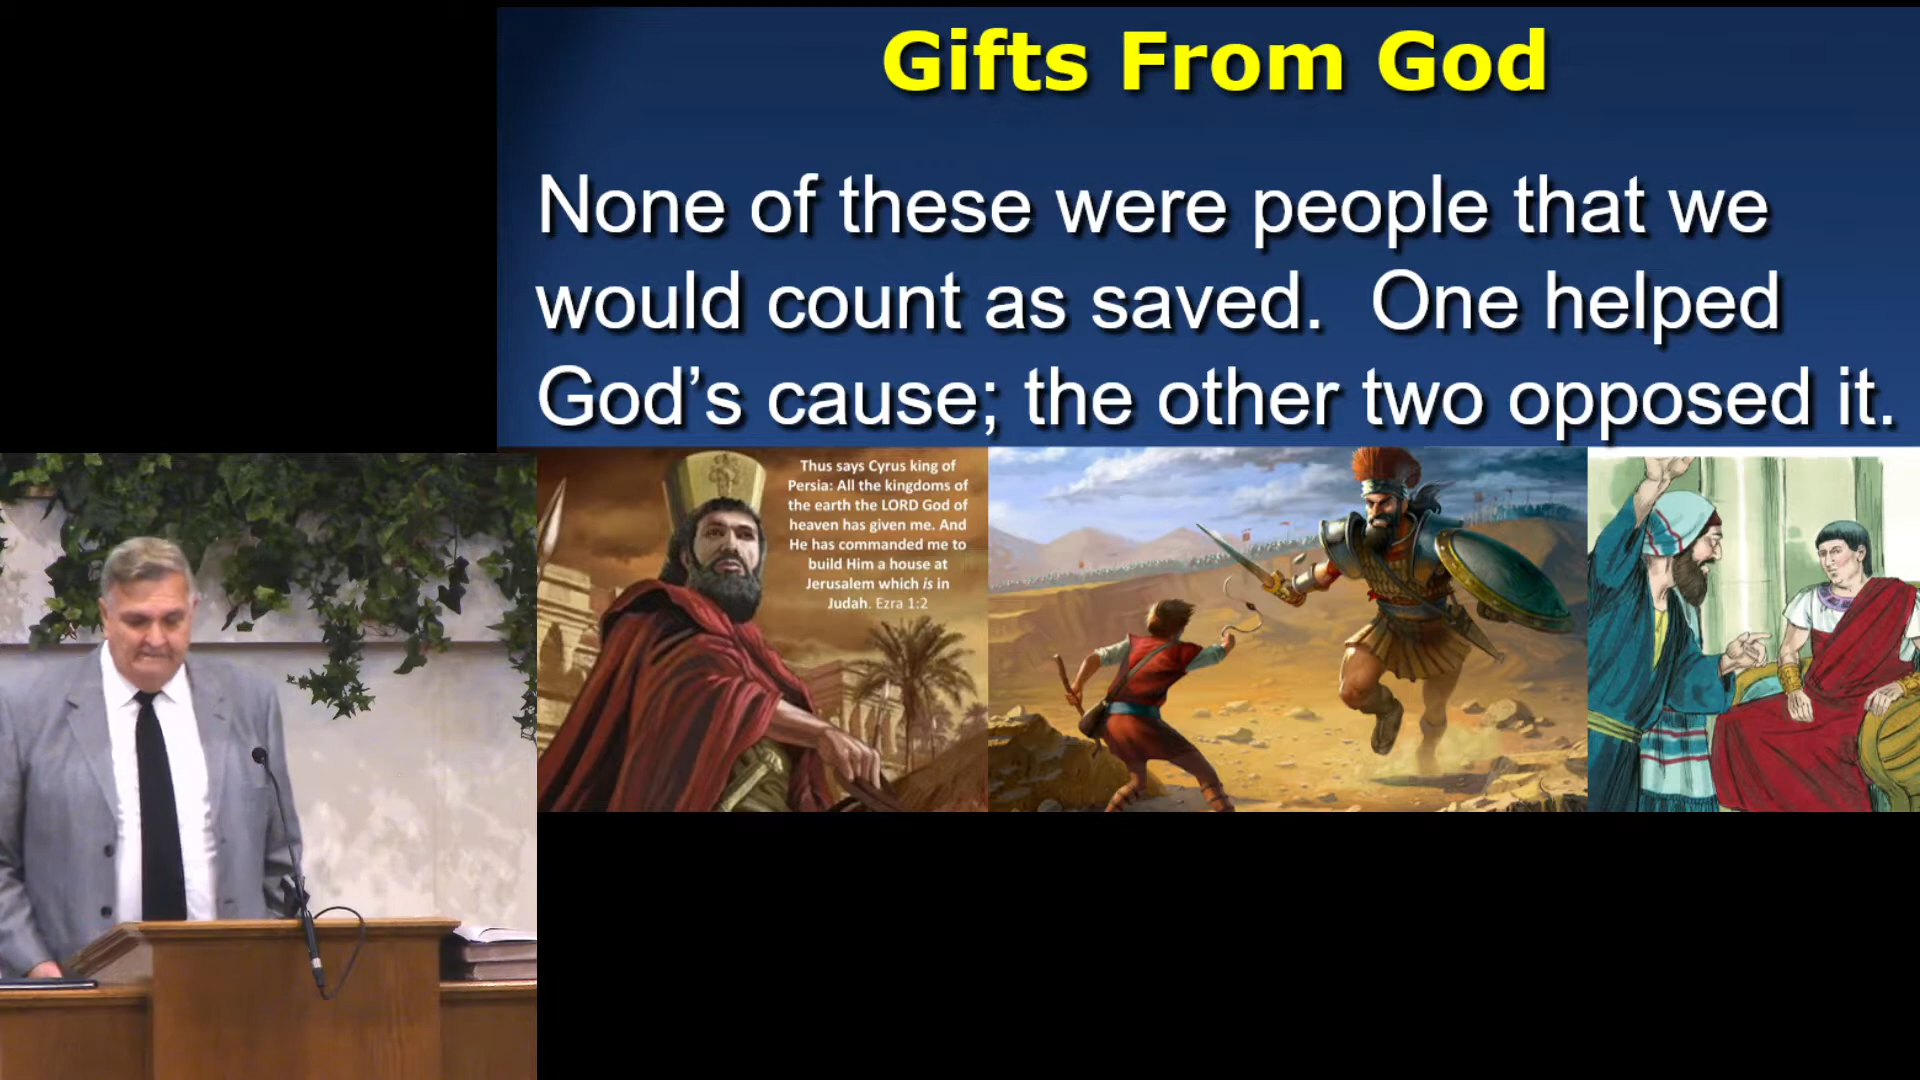 Gifts From God
None of these were people that we
would count as saved.  One helped
God’s cause; the other two opposed it.
Thus says Cyrus king of
Persia: All the kingdoms of
the earth the LORD God of
heaven has given me. And
He has commanded me to
build Him a house at
Jerusalem which is in
Judah. Ezra 1:2